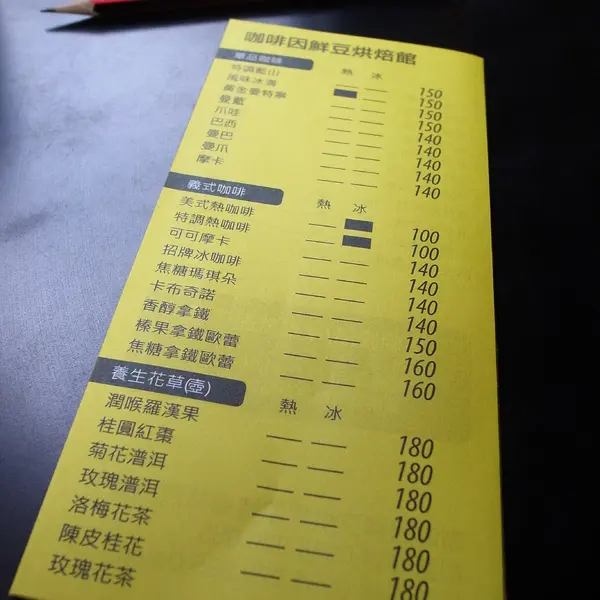 咖啡因鮮豆烘焙館
單品咖啡 熱 冰
特調藍山 — — 150
風味冰滴 — 150
黃金曼特寧 — — 150
曼戴 — — 150
爪哇 — — 140
巴西 — — 140
曼巴 — — 140
曼爪 — — 140
摩卡 — — 140
義式咖啡 熱 冰
美式熱咖啡 — 100
特調熱咖啡 — 100
可可摩卡 — — 140
招牌冰咖啡 — — 140
焦糖瑪琪朵 — — 140
卡布奇諾 — — 140
香醇拿鐵 — — 150
榛果拿鐵歐蕾 — — 160
焦糖拿鐵歐蕾 — — 160
養生花草(壺) 熱 冰
潤喉羅漢果 — — 180
桂圓紅棗 — — 180
菊花普洱 — — 180
玫瑰普洱 — — 180
洛梅花茶 — — 180
陳皮桂花 — — 180
玫瑰花茶 — — 180